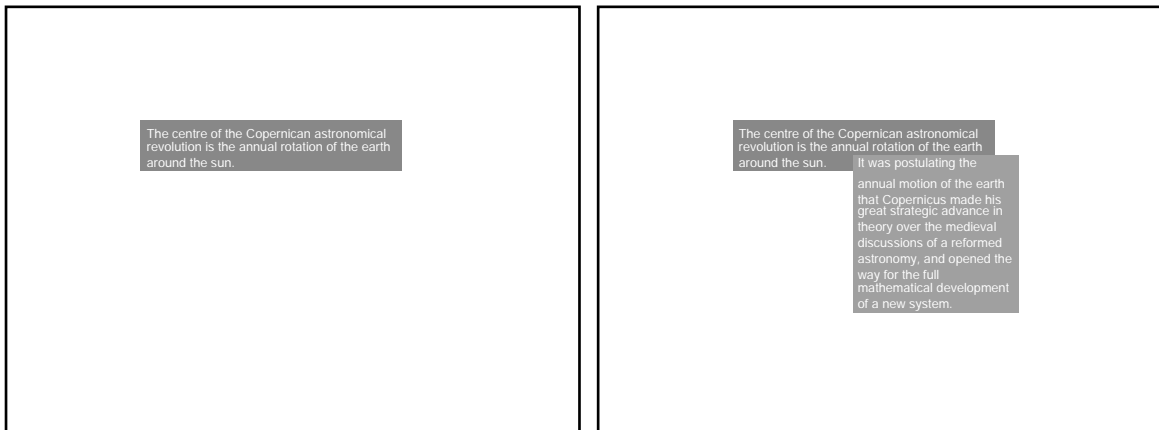 The centre of the Copernican astronomical
revolution is the annual rotation of the earth
around the sun.
The centre of the Copernican astronomical
revolution is the annual rotation of the earth
around the sun.
It was postulating the
annual motion of the earth
that Copernicus made his
great strategic advance in
theory over the medieval
discussions of a reformed
astronomy, and opened the
way for the full
mathematical development
of a new system.